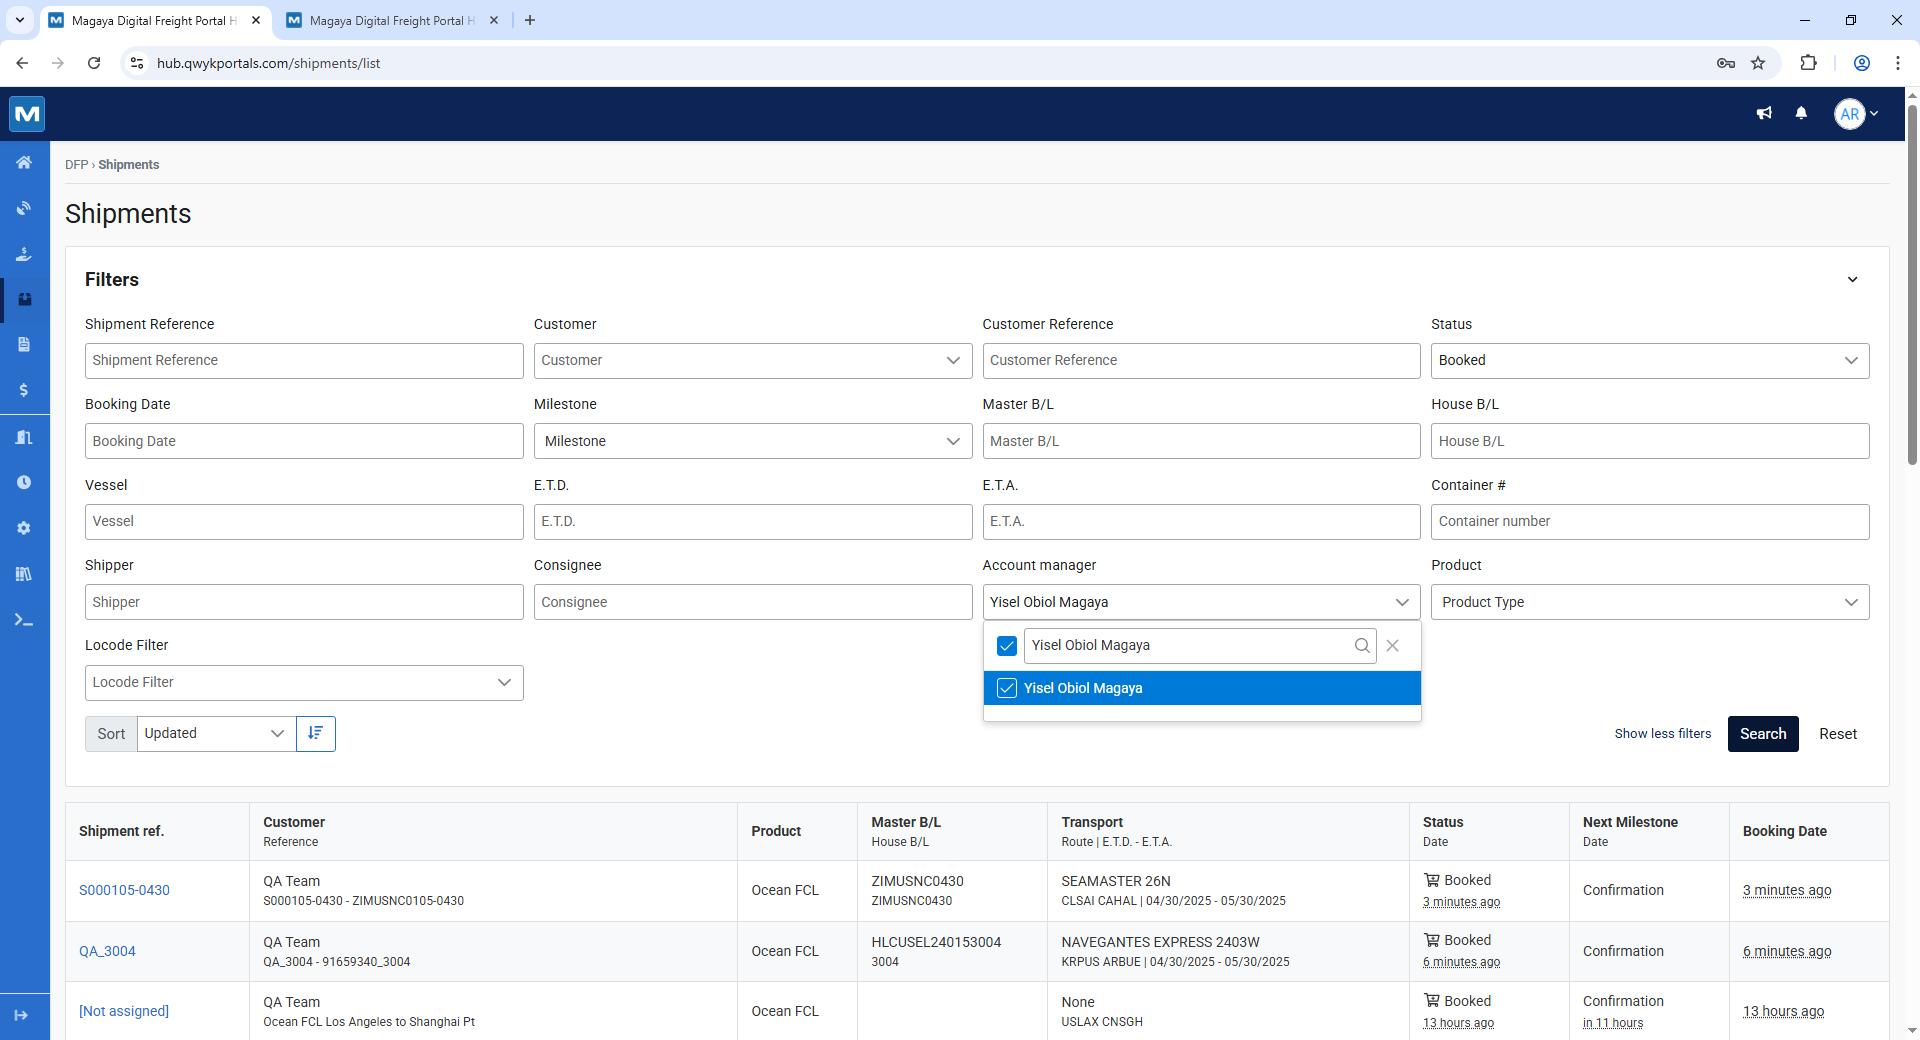 Magaya Digital Freight Portal H
Magaya Digital Freight Portal H
hub.qwykportals.com/shipments/list
M
AR
DFP › Shipments
Shipments
Filters
Shipment Reference
Customer
Customer Reference
Status
Shipment Reference
Customer
Customer Reference
Booked
Booking Date
Milestone
Master B/L
House B/L
Booking Date
Milestone
Master B/L
House B/L
Vessel
E.T.D.
E.T.A.
Container #
Vessel
E.T.D.
E.T.A.
Container number
Shipper
Consignee
Account manager
Product
Shipper
Consignee
Yisel Obiol Magaya
Product Type
Locode Filter
Yisel Obiol Magaya
Locode Filter
Yisel Obiol Magaya
Sort
Updated
Show less filters
Search
Reset
Shipment ref.
Customer
Reference
Product
Master B/L
House B/L
Transport
Route | E.T.D. - E.T.A.
Status
Date
Next Milestone
Date
Booking Date
S000105-0430
QA Team
S000105-0430 - ZIMUSNC0105-0430
Ocean FCL
ZIMUSNC0430
ZIMUSNC0430
SEAMASTER 26N
CLSAI CAHAL | 04/30/2025 - 05/30/2025
Booked
3 minutes ago
Confirmation
3 minutes ago
QA_3004
QA Team
QA_3004 - 91659340_3004
Ocean FCL
HLCUSEL240153004
3004
NAVEGANTES EXPRESS 2403W
KRPUS ARBUE | 04/30/2025 - 05/30/2025
Booked
6 minutes ago
Confirmation
6 minutes ago
[Not assigned]
QA Team
Ocean FCL Los Angeles to Shanghai Pt
Ocean FCL
None
USLAX CNSGH
Booked
13 hours ago
Confirmation
in 11 hours
13 hours ago